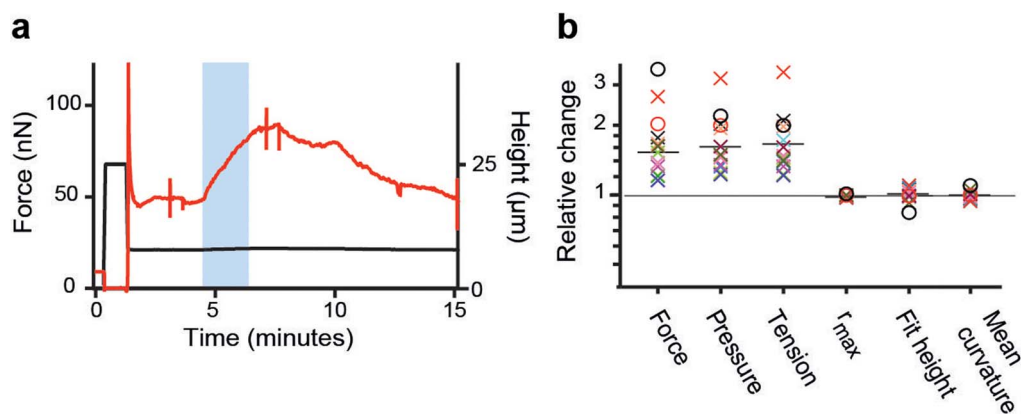 a
Force (nN)
100
50
0
Height (μm)
25
0
0 5 10 15
Time (minutes)
b
Relative change
3
2
1
Force
Pressure
Tension
r max
Fit height
Mean
curvature